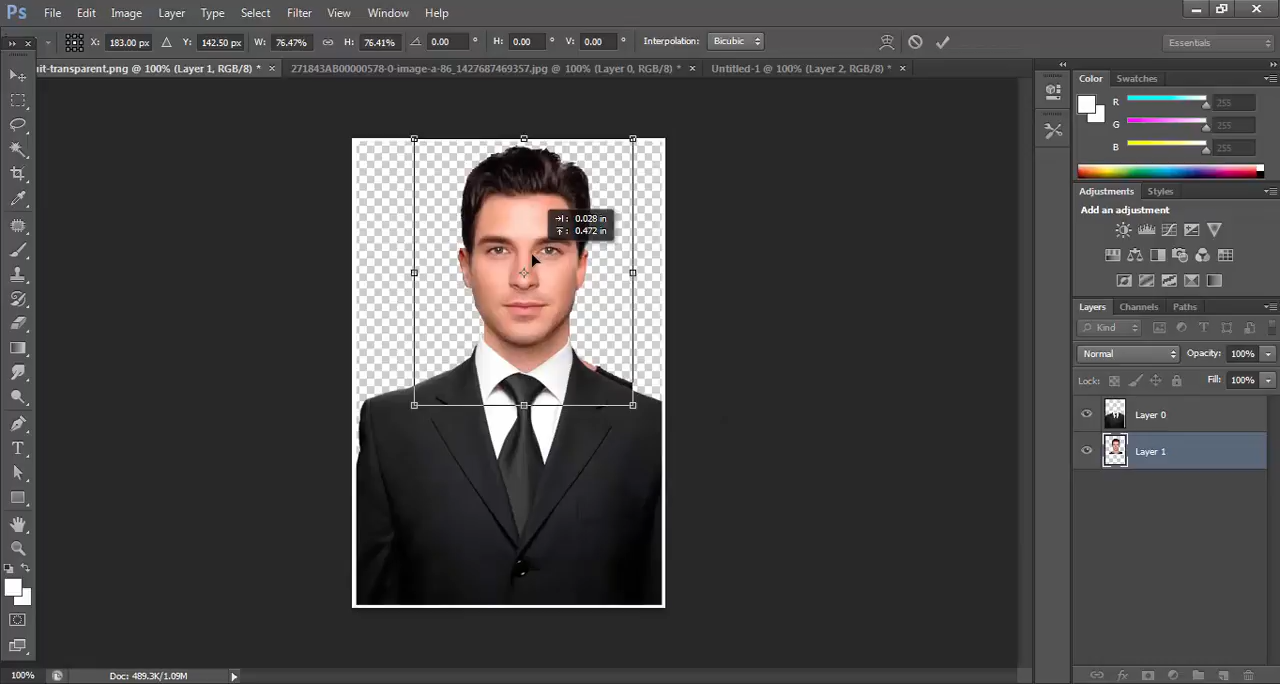 Ps File Edit Image Layer Type Select Filter View Window Help
X: 183.00 px Y: 142.50 px W: 76.47% H: 76.41% 0.00 ° H: 0.00 ° V: 0.00 ° Interpolation: Bicubic Essentials
uit-transparent.png @ 100% (Layer 1, RGB/8) * × 271843AB00000578-0-image-a-86_1427687469357.jpg @ 100% (Layer 0, RGB/8) * × Untitled-1 @ 100% (Layer 2, RGB/8) * ×
Color Swatches
R 255
G 255
B 255
Adjustments Styles
Add an adjustment
0.028 in
0.472 in
Layers Channels Paths
Kind
Normal Opacity: 100%
Lock: Fill: 100%
Layer 0
Layer 1
100% Doc: 489.3K/1.09M